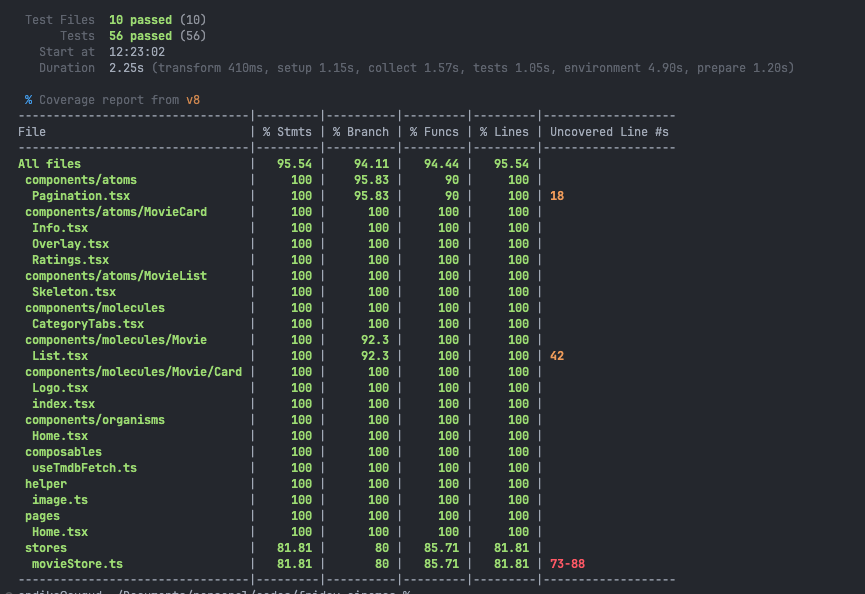 Test Files  10 passed (10)
Tests  56 passed (56)
Start at  12:23:02
Duration  2.25s (transform 410ms, setup 1.15s, collect 1.57s, tests 1.05s, environment 4.90s, prepare 1.20s)
% Coverage report from v8
-------------------------------|---------|----------|---------|---------|-------------------
File | % Stmts | % Branch | % Funcs | % Lines | Uncovered Line #s
-------------------------------|---------|----------|---------|---------|-------------------
All files | 95.54 | 94.11 | 94.44 | 95.54 |
components/atoms | 100 | 95.83 | 90 | 100 |
Pagination.tsx | 100 | 95.83 | 90 | 100 | 18
components/atoms/MovieCard | 100 | 100 | 100 | 100 |
Info.tsx | 100 | 100 | 100 | 100 |
Overlay.tsx | 100 | 100 | 100 | 100 |
Ratings.tsx | 100 | 100 | 100 | 100 |
components/atoms/MovieList | 100 | 100 | 100 | 100 |
Skeleton.tsx | 100 | 100 | 100 | 100 |
components/molecules | 100 | 100 | 100 | 100 |
CategoryTabs.tsx | 100 | 100 | 100 | 100 |
components/molecules/Movie | 100 | 92.3 | 100 | 100 |
List.tsx | 100 | 92.3 | 100 | 100 | 42
components/molecules/Movie/Card | 100 | 100 | 100 | 100 |
Logo.tsx | 100 | 100 | 100 | 100 |
index.tsx | 100 | 100 | 100 | 100 |
components/organisms | 100 | 100 | 100 | 100 |
Home.tsx | 100 | 100 | 100 | 100 |
composables | 100 | 100 | 100 | 100 |
useTmdbFetch.ts | 100 | 100 | 100 | 100 |
helper | 100 | 100 | 100 | 100 |
image.ts | 100 | 100 | 100 | 100 |
pages | 100 | 100 | 100 | 100 |
Home.tsx | 100 | 100 | 100 | 100 |
stores | 81.81 | 80 | 85.71 | 81.81 |
movieStore.ts | 81.81 | 80 | 85.71 | 81.81 | 73-88
-------------------------------|---------|----------|---------|---------|-------------------